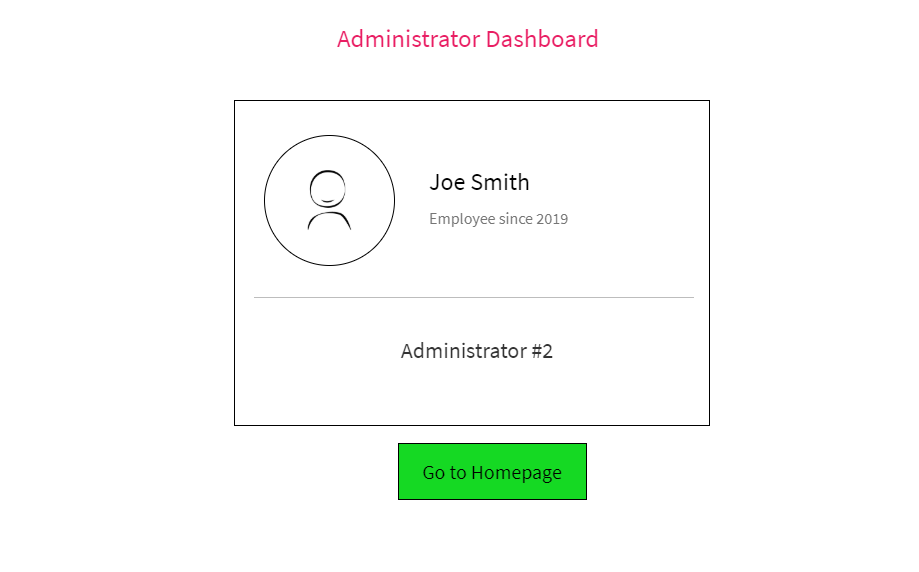 Administrator Dashboard
Joe Smith
Employee since 2019
Administrator #2
Go to Homepage